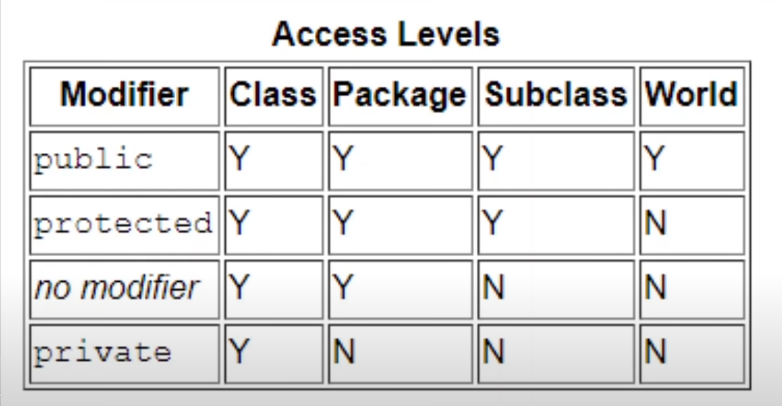 Access Levels
Modifier Class Package Subclass World
public Y Y Y Y
protected Y Y Y N
no modifier Y Y N N
private Y N N N